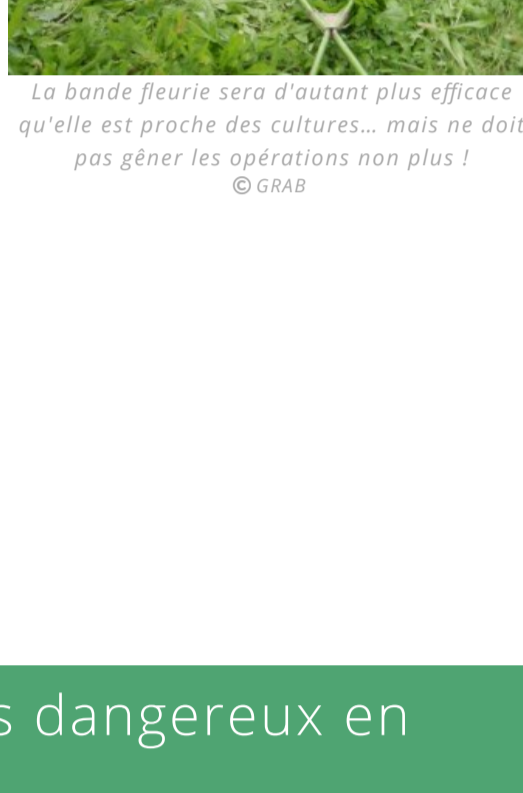 La bande fleurie sera d'autant plus efficace
qu'elle est proche des cultures... mais ne doit
pas gêner les opérations non plus !
© GRAB
s dangereux en